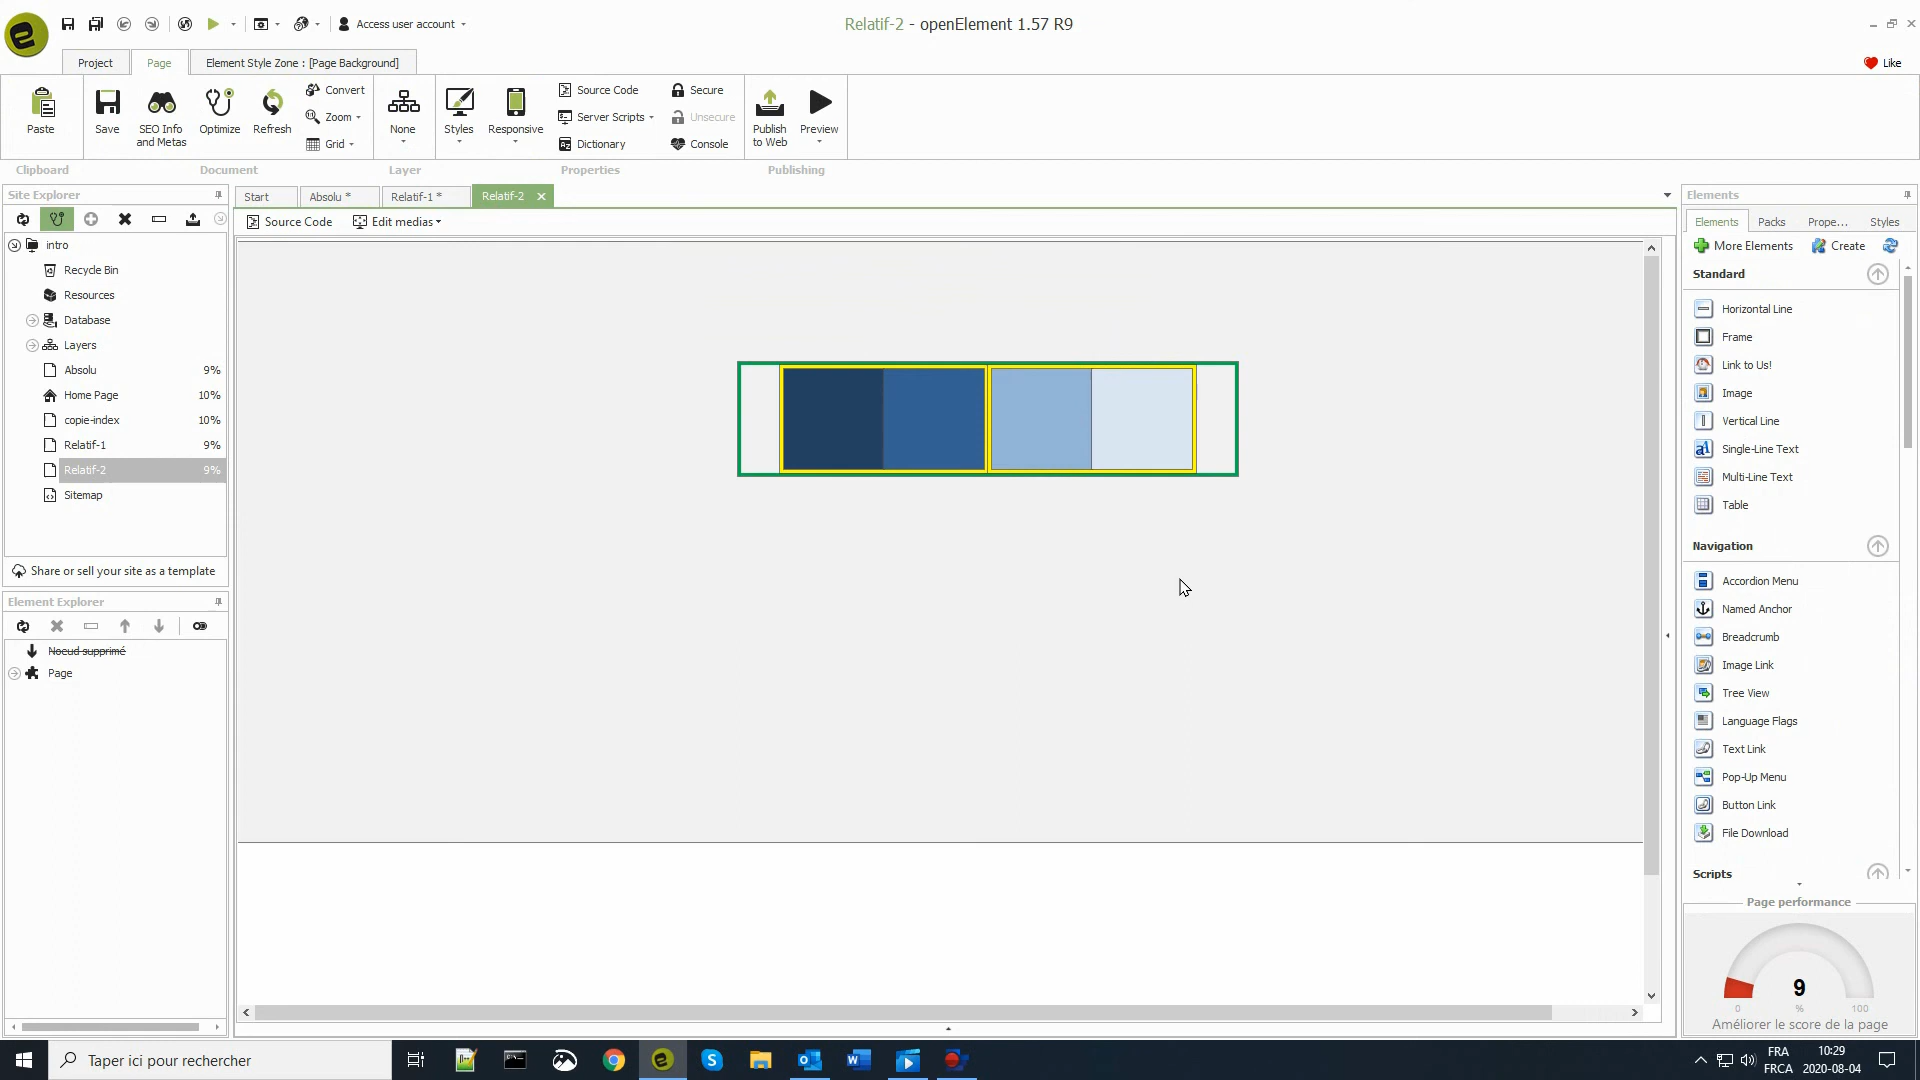 Access user account
Relatif-2 - openElement 1.57 R9
Project
Page
Element Style Zone : [Page Background]
Like
Paste
Save
SEO Info
and Metas
Optimize
Refresh
Convert
Zoom
Grid
None
Styles
Responsive
Source Code
Server Scripts
Dictionary
Secure
Unsecure
Console
Publish
to Web
Preview
Clipboard
Document
Layer
Properties
Publishing
Site Explorer
Start
Absolu *
Relatif-1 *
Relatif-2
Source Code
Edit medias
intro
Recycle Bin
Resources
Database
Layers
Absolu 9%
Home Page 10%
copie-index 10%
Relatif-1 9%
Relatif-2 9%
Sitemap
Share or sell your site as a template
Element Explorer
Noeud supprimé
Page
Elements
Elements
Packs
Prope...
Styles
More Elements
Create
Standard
Horizontal Line
Frame
Link to Us!
Image
Vertical Line
Single-Line Text
Multi-Line Text
Table
Navigation
Accordion Menu
Named Anchor
Breadcrumb
Image Link
Tree View
Language Flags
Text Link
Pop-Up Menu
Button Link
File Download
Scripts
Page performance
9
0 % 100
Améliorer le score de la page
Taper ici pour rechercher
FRA
FRCA
10:29
2020-08-04